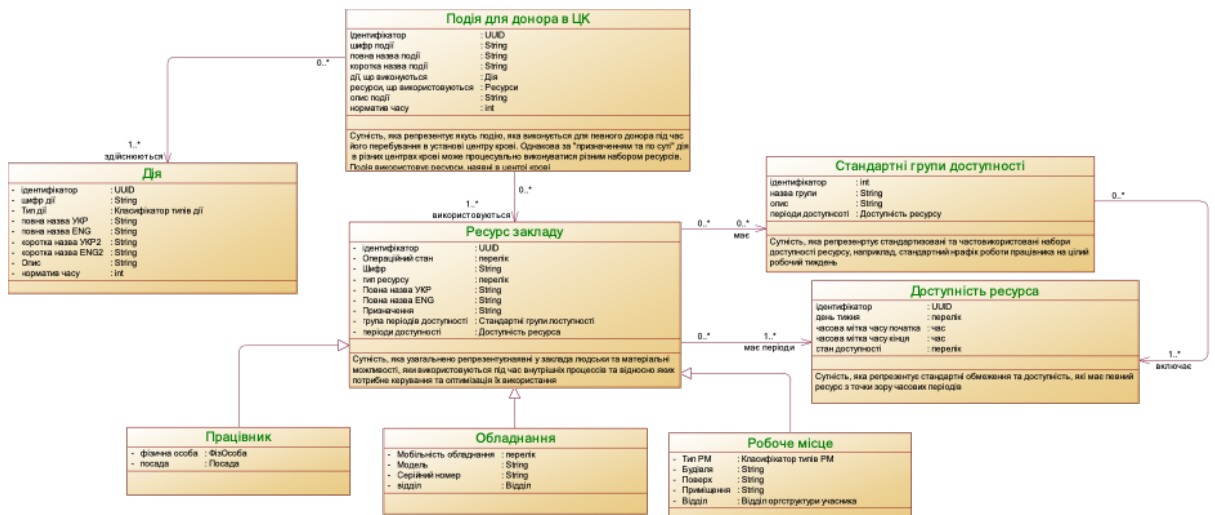 Подія для донора в ЦК
Ідентифікатор : UUID
шифр події : String
повна назва події : String
коротка назва події : String
дії, що виконуються : Дія
ресурси, що використовуються : Ресурси
опис події : String
норматив часу : int
Сутність, яка репрезентує якусь подію, яка виконується для певного донора під час
його перебування в установі центру крові. Однакова за "призначенням та по суті" дія
в різних центрах крові може процесуально виконуватися різним набором ресурсів.
Подія використовує ресурси, наявні в центрі крові
0..*
1..*
здійснюються
Дія
- ідентифікатор : UUID
- шифр дії : String
- Тип дії : Класифікатор типів дії
- повна назва УКР : String
- повна назва ENG : String
- коротка назва УКР2 : String
- коротка назва ENG2 : String
- Опис : String
- норматив часу : int
0..*
1..*
використовуються
Ресурс закладу
- ідентифікатор : UUID
- Операційний стан : перелік
- Шифр : String
- тип ресурсу : перелік
- Повна назва УКР : String
- Повна назва ENG : String
- Призначення : String
- група періодів доступності : Стандартні групи лоступності
- періоди доступності : Доступність ресурса
Сутність, яка узагальнено репрезентуєнаявні у заклада людськи та матеріальні
можливості, яки використовуються під час внутрішніх процессів та відносно яких
потрибне керування та оптимізація їх використання
0..*
0..*
має
Стандартні групи доступності
ідентифікатор : int
назва групи : String
опис : String
періоди доступності : Доступність ресурсу
Сутність, яка репрезенртує стандартизовані та частовикористовні набори
доступності ресурсу, наприклад, стандартний нрафік роботи працівника на цілий
робочий тиждень
0..*
1..*
включає
0..*
1..*
має періоди
Доступність ресурса
ідентифікатор : UUID
день тижня : перелік
часова мітка часу початка : час
часова мітка часу кінця : час
стан доступності : перелік
Сутність, яка репрезентує стандартні обмеження та доступність, які має певний
ресурс з точки зору часових періодів
Працівник
- фізична особа : ФізОсоба
- посада : Посада
Обладнання
- Мобільність обладнання : перелік
- Модель : String
- Серійний номер : String
- відділ : Відділ
Робоче місце
- Тип РМ : Класифікатор типів РМ
- Будівля : String
- Поверх : String
- Приміщення : String
- Відділ : Відділ оргструктури учасника